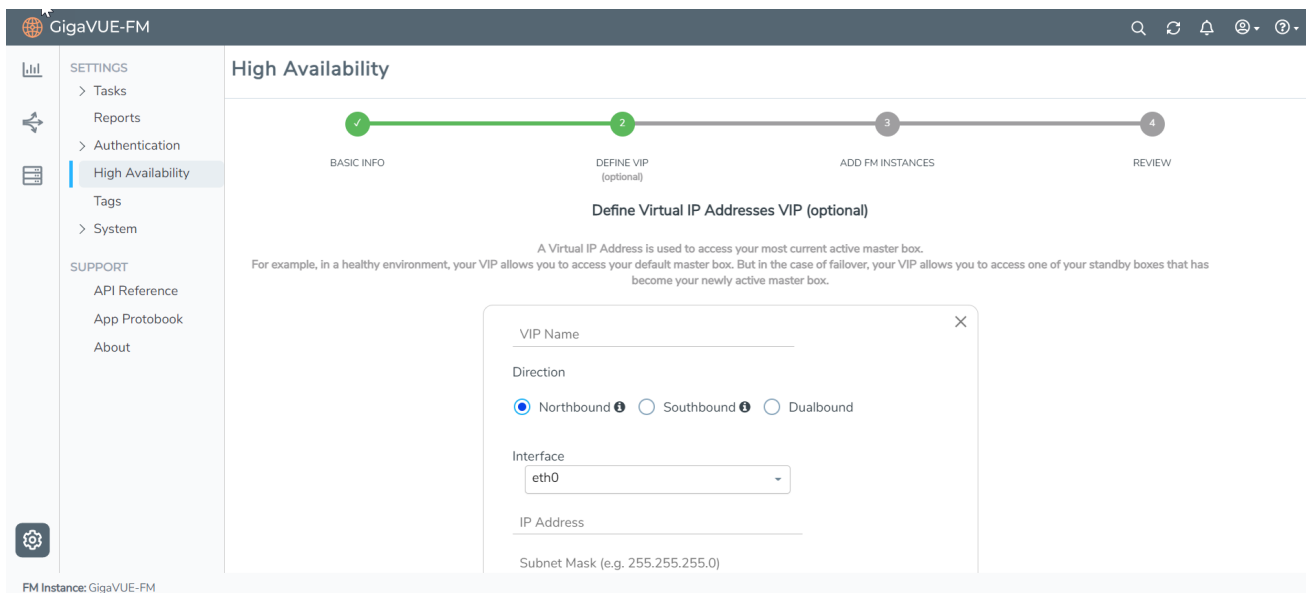 GigaVUE-FM
SETTINGS
Tasks
Reports
Authentication
High Availability
Tags
System
SUPPORT
API Reference
App Protobook
About
High Availability
✓
2
3
4
BASIC INFO
DEFINE VIP
(optional)
ADD FM INSTANCES
REVIEW
Define Virtual IP Addresses VIP (optional)
A Virtual IP Address is used to access your most current active master box.
For example, in a healthy environment, your VIP allows you to access your default master box. But in the case of failover, your VIP allows you to access one of your standby boxes that has
become your newly active master box.
VIP Name
Direction
Northbound Southbound Dualbound
Interface
eth0
IP Address
Subnet Mask (e.g. 255.255.255.0)
FM Instance: GigaVUE-FM